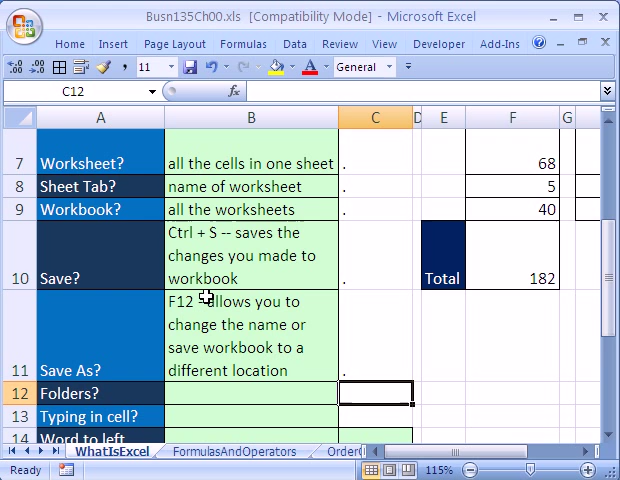 Busn135Ch00.xls [Compatibility Mode] - Microsoft Excel
Home Insert Page Layout Formulas Data Review View Developer Add-Ins
11 General
C12 fx
A B C D E F G
7 Worksheet? all the cells in one sheet . 68
8 Sheet Tab? name of worksheet . 5
9 Workbook? all the worksheets . 40
Ctrl + S -- saves the
changes you made to
10 Save? workbook . Total 182
F12 allows you to
change the name or
save workbook to a
11 Save As? different location .
12 Folders?
13 Typing in cell?
14 Word to left
WhatIsExcel FormulasAndOperators
Ready 115%